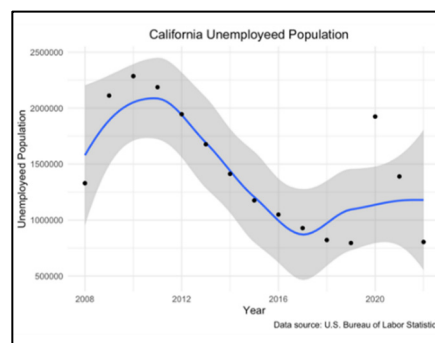 California Unemployeed Population
2500000
2000000
1500000
1000000
500000
Unemployeed Population
2008
2012
2016
2020
Year
Data source: U.S. Bureau of Labor Statistic